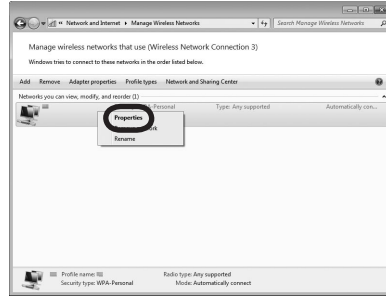 « Network and Internet ▸ Manage Wireless Networks
Search Manage Wireless Networks
Manage wireless networks that use (Wireless Network Connection 3)
Windows tries to connect to these networks in the order listed below.
Add Remove Adapter properties Profile types Network and Sharing Center
Networks you can view, modify, and reorder (1)
Personal Type: Any supported Automatically con...
Properties
Rename
Profile name: Radio type: Any supported
Security type: WPA-Personal Mode: Automatically connect